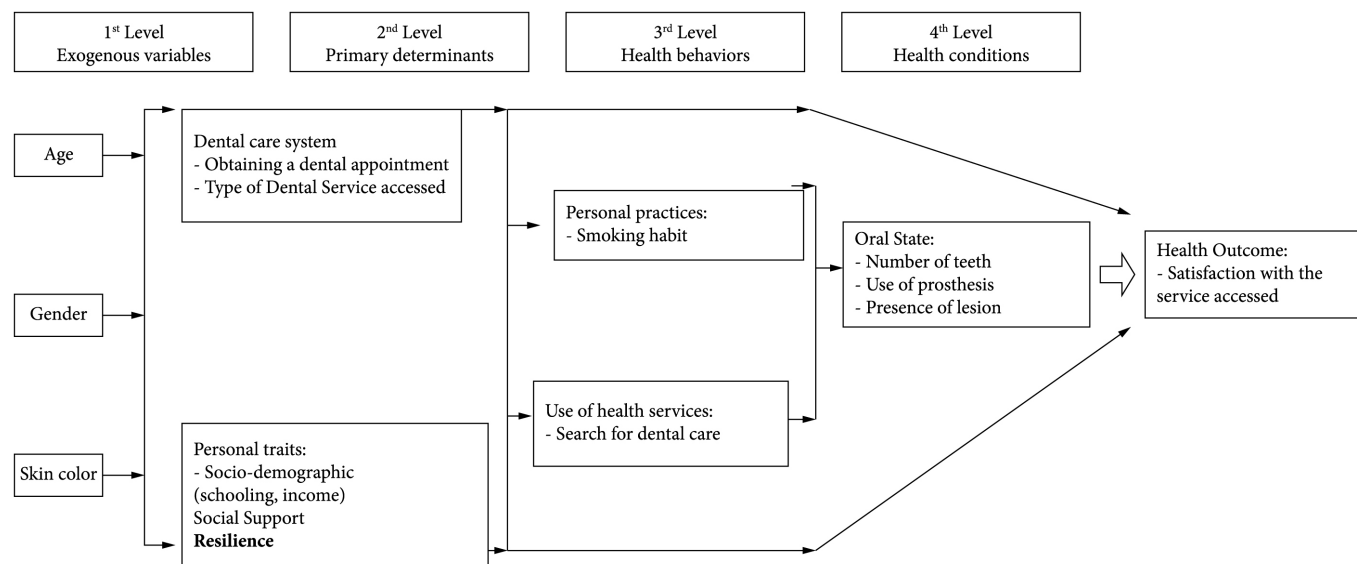 1st Level
Exogenous variables
2nd Level
Primary determinants
3rd Level
Health behaviors
4th Level
Health conditions
Age
Gender
Skin color
Dental care system
- Obtaining a dental appointment
- Type of Dental Service accessed
Personal traits:
- Socio-demographic
(schooling, income)
Social Support
Resilience
Personal practices:
- Smoking habit
Use of health services:
- Search for dental care
Oral State:
- Number of teeth
- Use of prosthesis
- Presence of lesion
Health Outcome:
- Satisfaction with the
service accessed